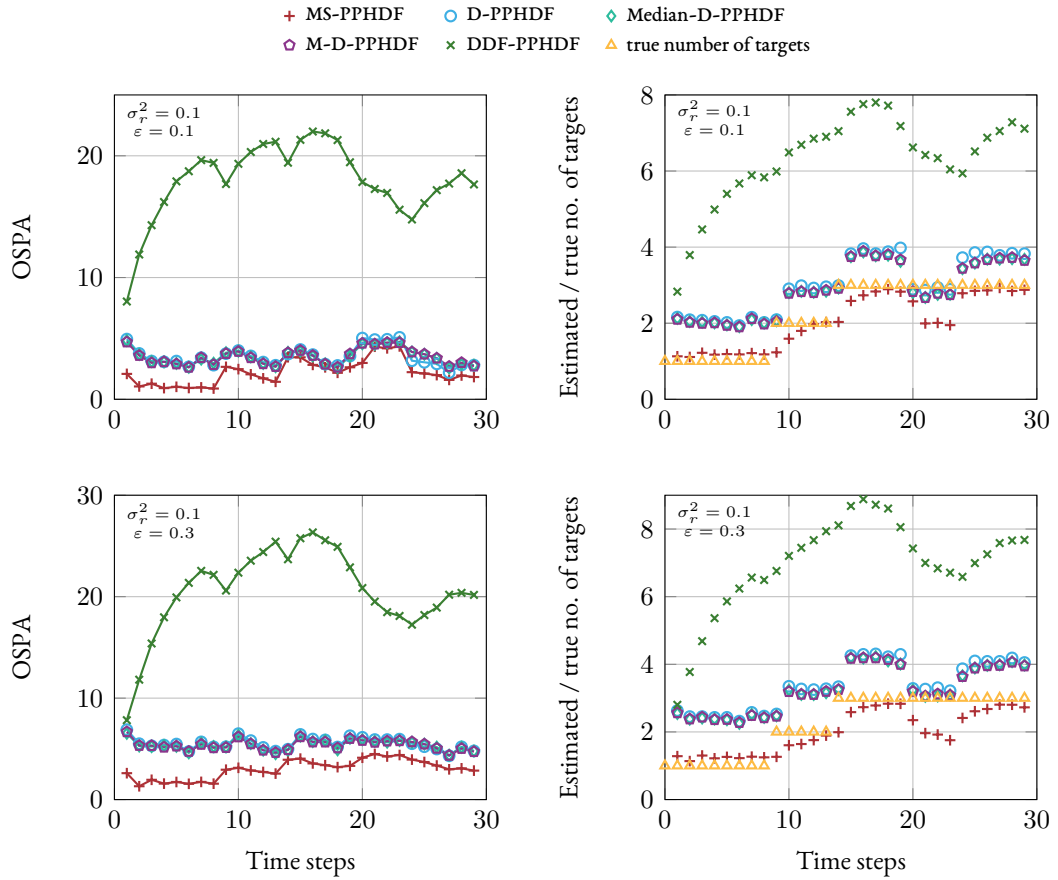 MS-PPHDF D-PPHDF Median-D-PPHDF
M-D-PPHDF DDF-PPHDF true number of targets
σ_r^2 = 0.1
ε = 0.1
OSPA
20
10
0
0 10 20 30
σ_r^2 = 0.1
ε = 0.1
Estimated / true no. of targets
8
6
4
2
0
0 10 20 30
σ_r^2 = 0.1
ε = 0.3
OSPA
30
20
10
0
0 10 20 30
Time steps
σ_r^2 = 0.1
ε = 0.3
Estimated / true no. of targets
8
6
4
2
0
0 10 20 30
Time steps